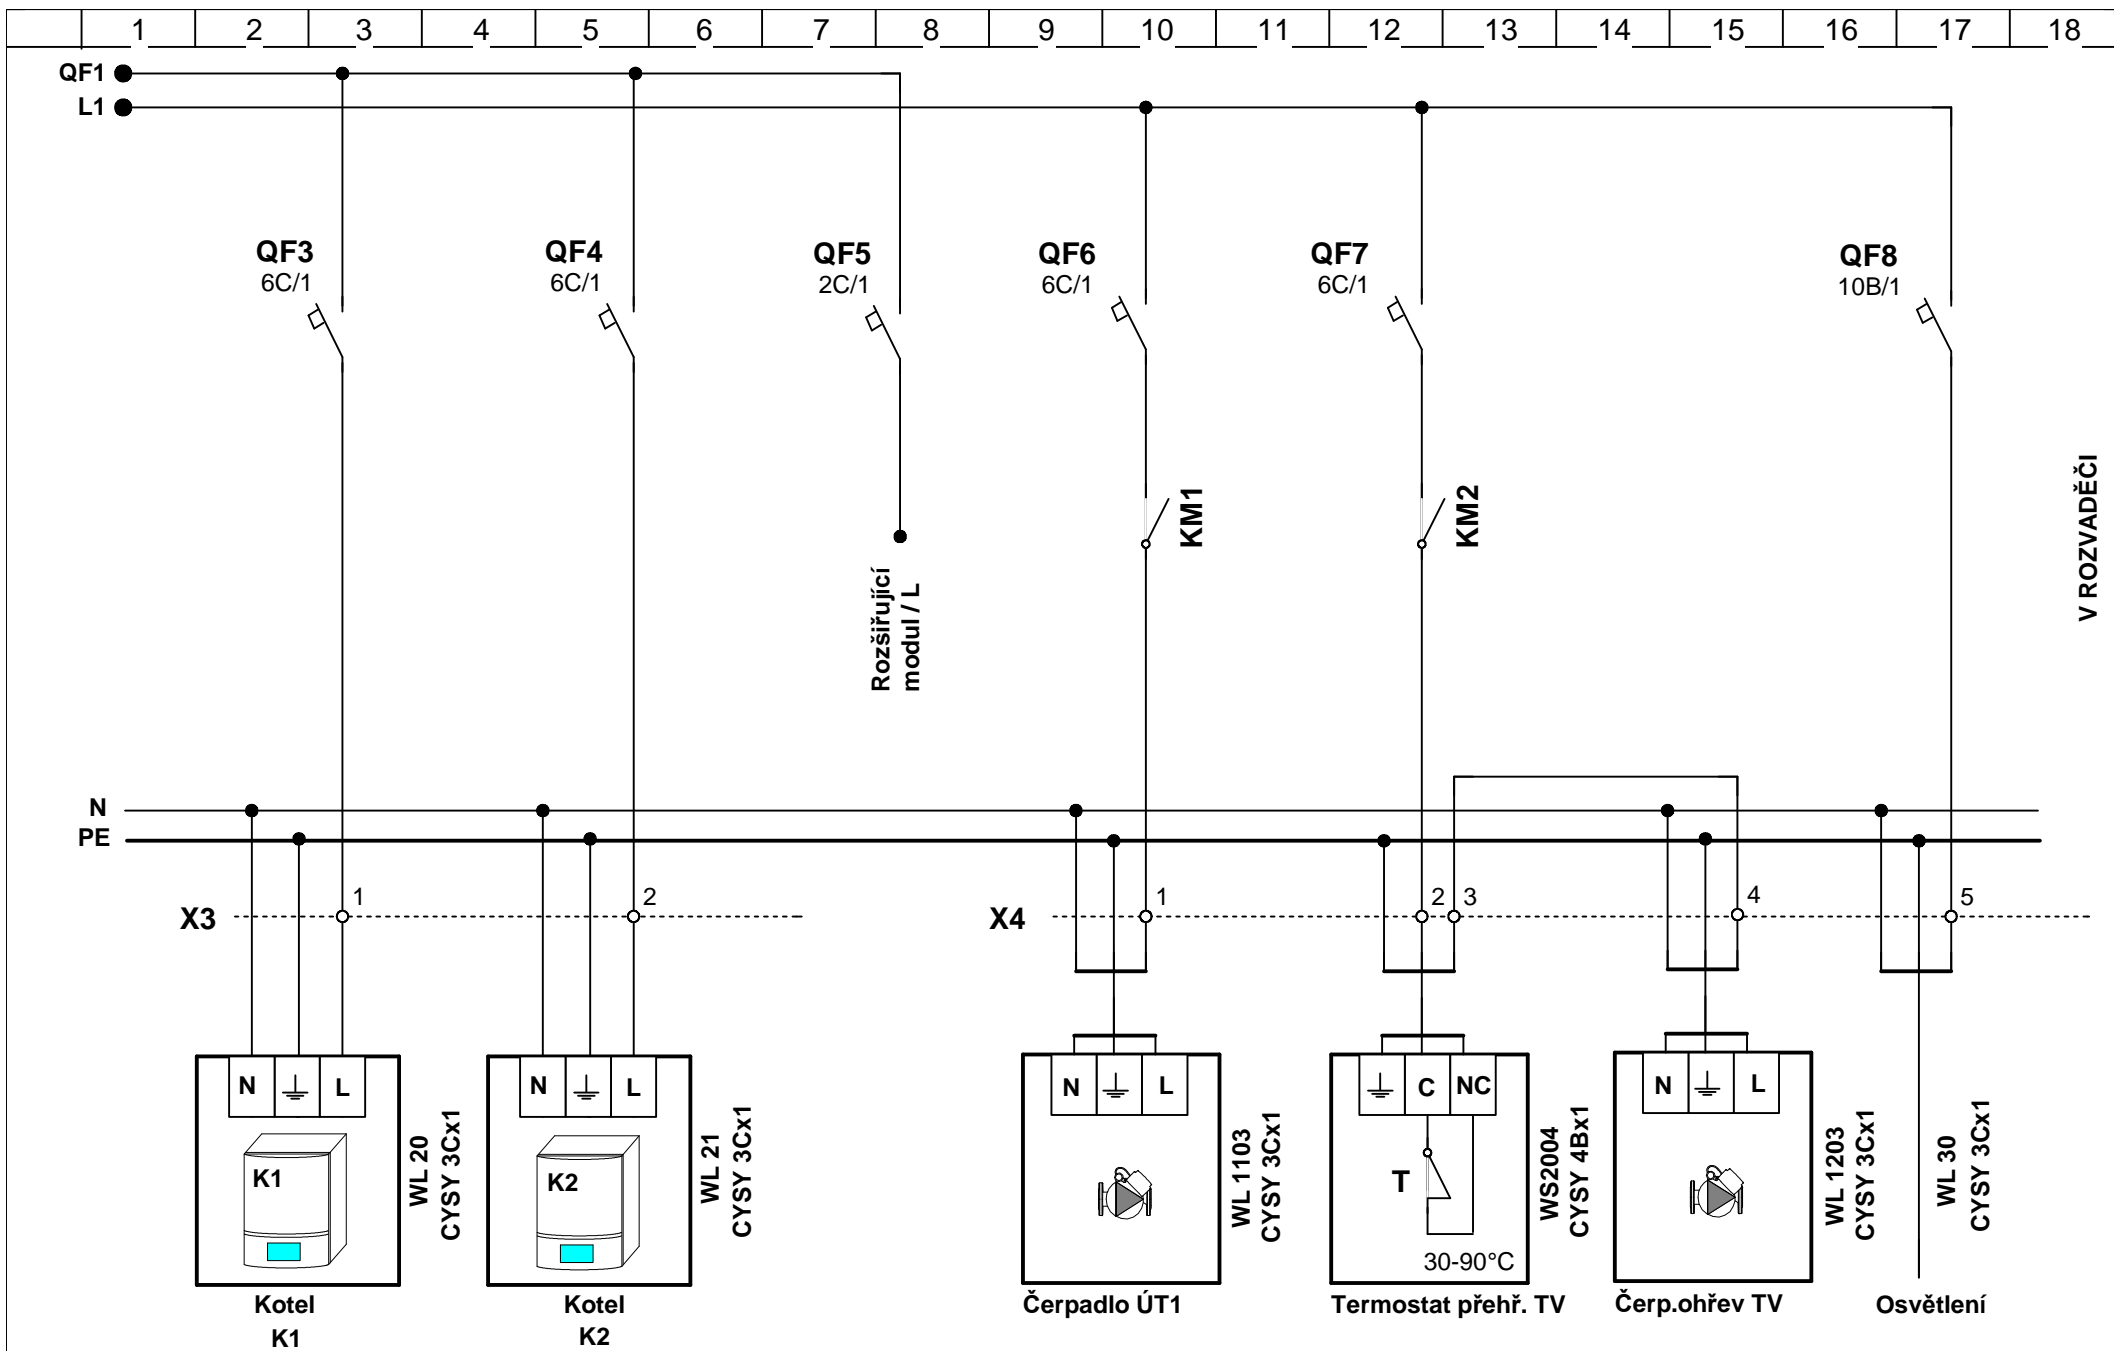 1 2 3 4 5 6 7 8 9 10 11 12 13 14 15 16 17 18
QF1
L1
QF3
6C/1
QF4
6C/1
QF5
2C/1
QF6
6C/1
QF7
6C/1
QF8
10B/1
KM1
KM2
Rozšiřující
modul / L
V ROZVADĚČI
N
PE
X3
1
2
X4
1
2
3
4
5
N L
K1
WL 20
CYSY 3Cx1
Kotel
K1
N L
K2
WL 21
CYSY 3Cx1
Kotel
K2
N L
WL 1103
CYSY 3Cx1
Čerpadlo ÚT1
C NC
T
30-90°C
WS2004
CYSY 4Bx1
Termostat přehř. TV
N L
WL 1203
CYSY 3Cx1
Čerp.ohřev TV
WL 30
CYSY 3Cx1
Osvětlení